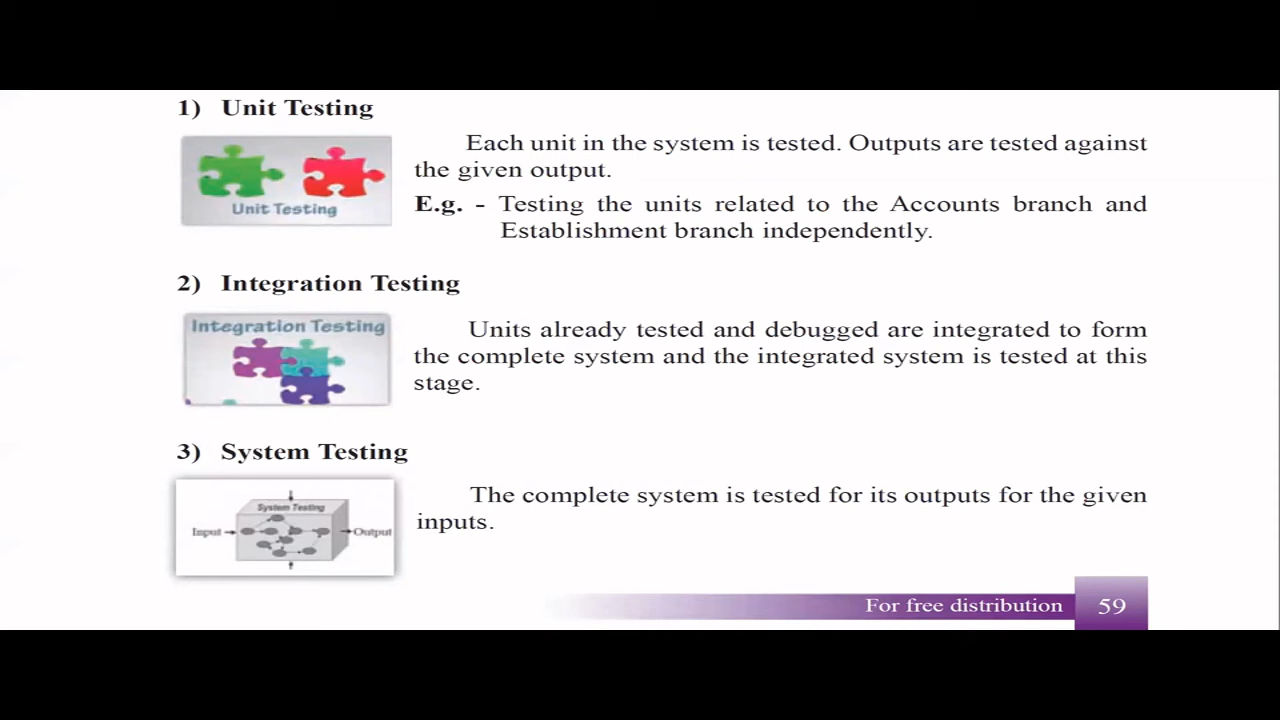 1) Unit Testing
Each unit in the system is tested. Outputs are tested against
the given output.
Unit Testing
E.g. - Testing the units related to the Accounts branch and
Establishment branch independently.
2) Integration Testing
Integration Testing
Units already tested and debugged are integrated to form
the complete system and the integrated system is tested at this
stage.
3) System Testing
System Testing
Input
Output
The complete system is tested for its outputs for the given
inputs.
For free distribution 59